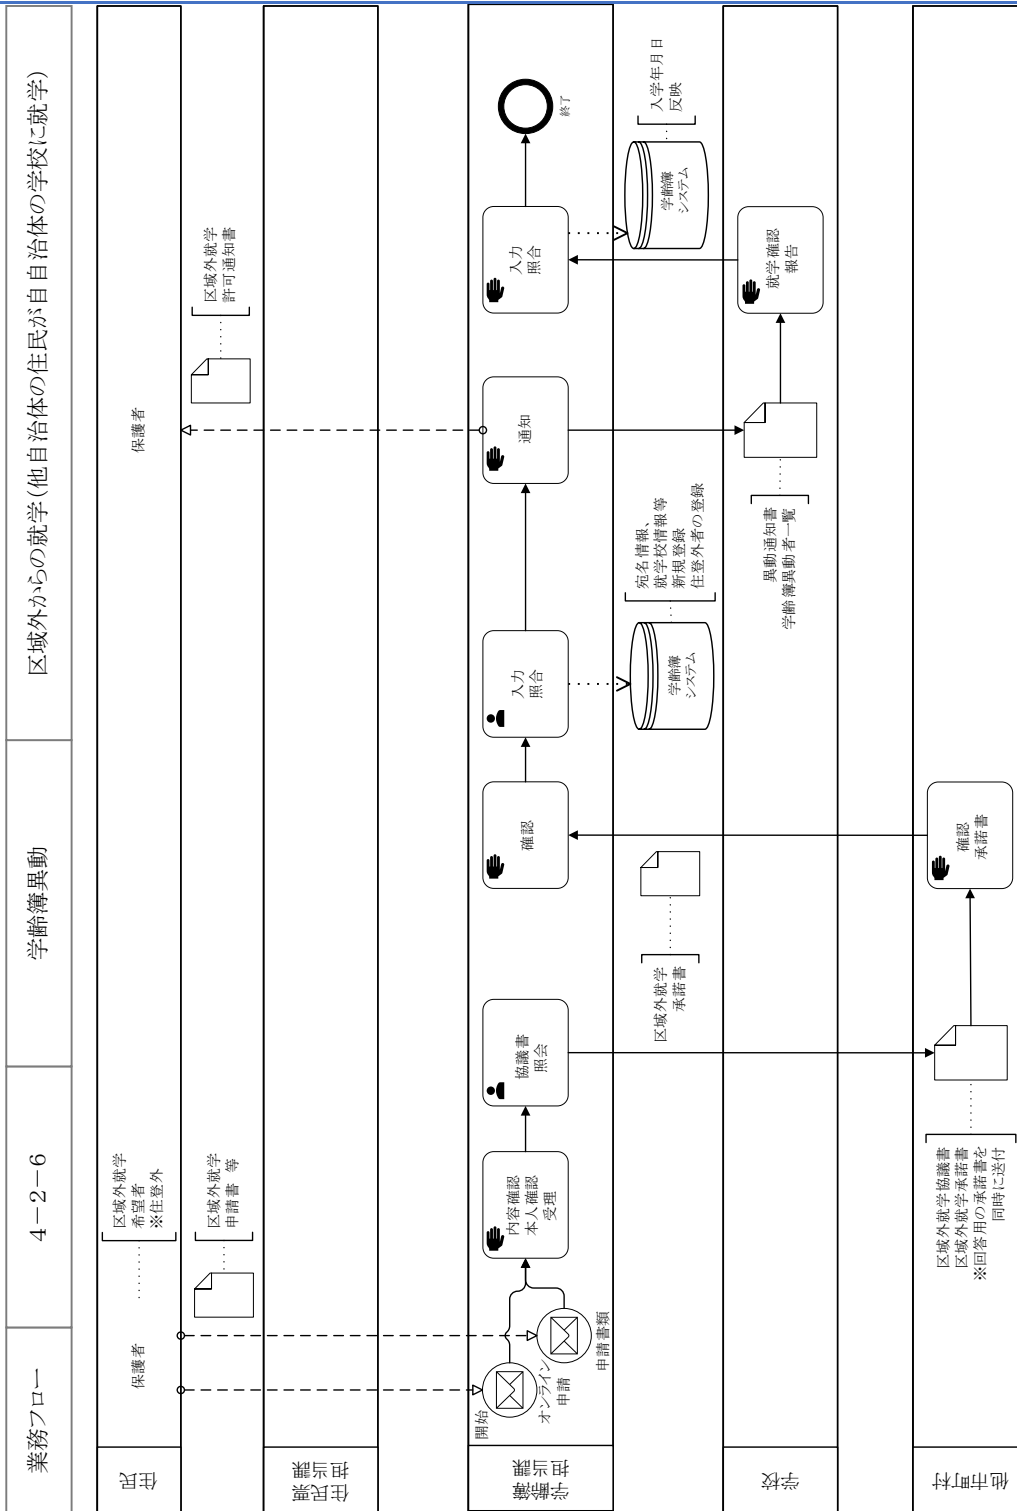 業務フロー
4－2－6
学齢簿異動
区域外からの就学(他自治体の住民が自自治体の学校に就学)
住民
保護者
区域外就学
希望者
※住登外
区域外就学
申請書 等
保護者
区域外就学
許可通知書
住民票
担当課
学齢簿
担当課
開始
オンライン
申請
申請書類
内容確認
本人確認
受理
協議書
照会
確認
入力
照合
通知
入力
照合
終了
区域外就学
承諾書
学齢簿
システム
宛名情報、
就学校情報等
新規登録
住登外者の登録
学齢簿
システム
入学年月日
反映
学校
異動通知書
学齢簿異動者一覧
就学確認
報告
他市町村
区域外就学協議書
区域外就学承諾書
※回答用の承諾書を
同時に送付
確認
承諾書